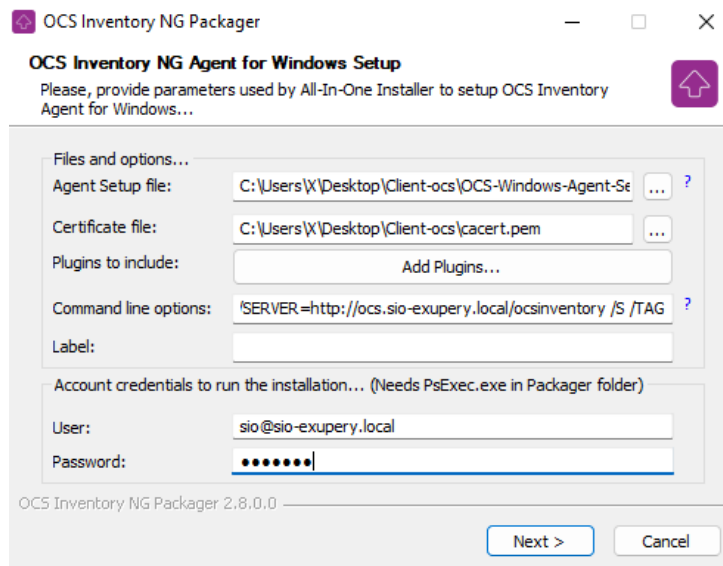 OCS Inventory NG Packager
OCS Inventory NG Agent for Windows Setup
Please, provide parameters used by All-In-One Installer to setup OCS Inventory
Agent for Windows...
Files and options...
Agent Setup file: C:\Users\X\Desktop\Client-ocs\OCS-Windows-Agent-Se ... ?
Certificate file: C:\Users\X\Desktop\Client-ocs\cacert.pem ...
Plugins to include: Add Plugins...
Command line options: /SERVER=http://ocs.sio-exupery.local/ocsinventory /S /TAG ?
Label:
Account credentials to run the installation... (Needs PsExec.exe in Packager folder)
User: sio@sio-exupery.local
Password: •••••••
OCS Inventory NG Packager 2.8.0.0
Next > Cancel